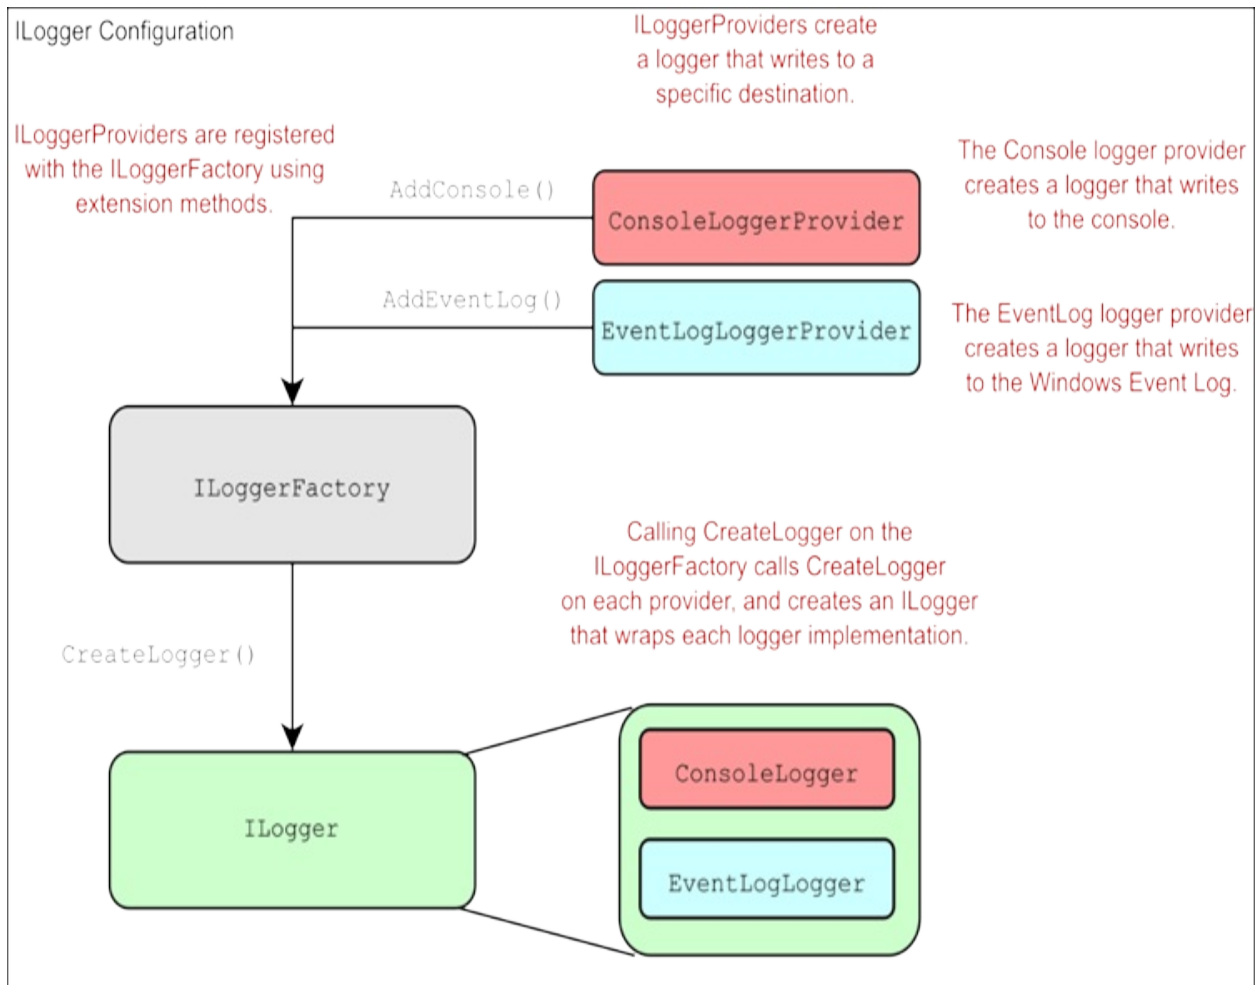 ILogger Configuration
ILoggerProviders create
a logger that writes to a
specific destination.
ILoggerProviders are registered
with the ILoggerFactory using
extension methods.
AddConsole()
ConsoleLoggerProvider
The Console logger provider
creates a logger that writes
to the console.
AddEventLog()
EventLogLoggerProvider
The EventLog logger provider
creates a logger that writes
to the Windows Event Log.
ILoggerFactory
Calling CreateLogger on the
ILoggerFactory calls CreateLogger
on each provider, and creates an ILogger
that wraps each logger implementation.
CreateLogger()
ILogger
ConsoleLogger
EventLogLogger